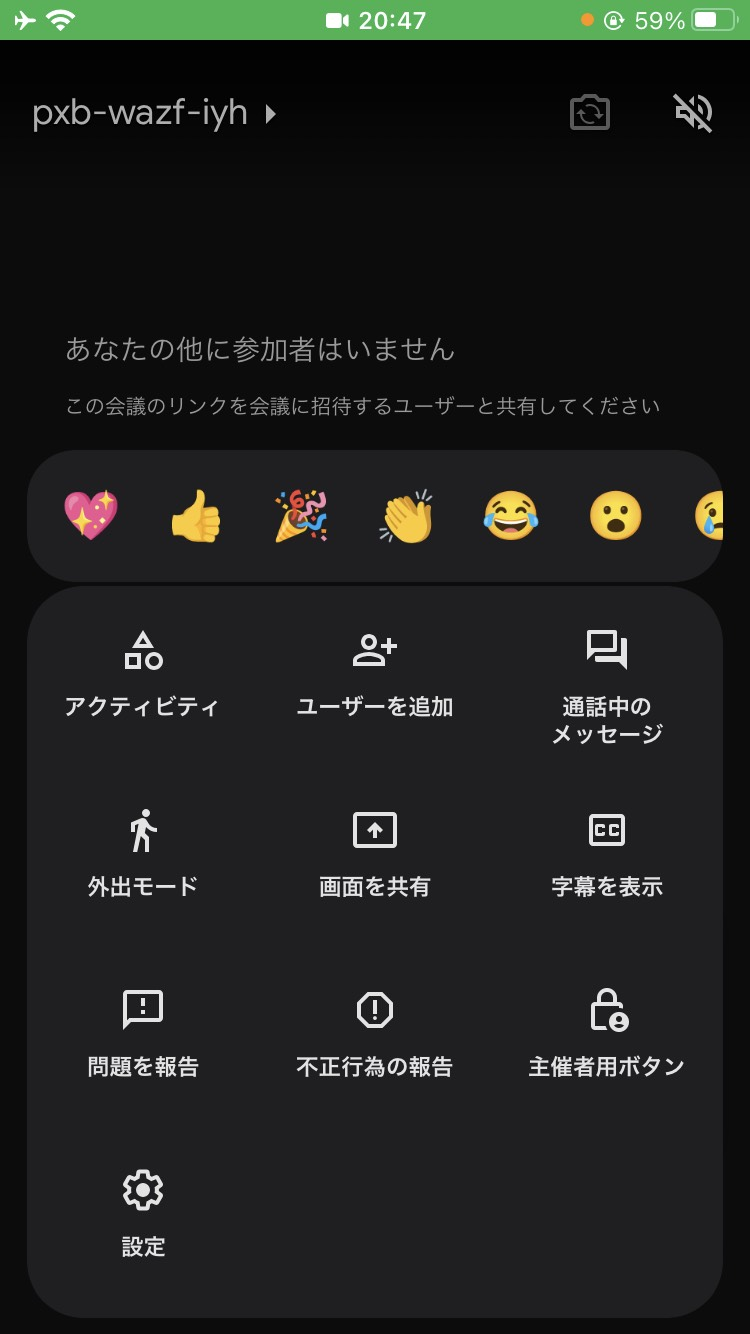 20:47
59%
pxb-wazf-iyh
あなたの他に参加者はいません
この会議のリンクを会議に招待するユーザーと共有してください
アクティビティ
ユーザーを追加
通話中の
メッセージ
外出モード
画面を共有
CC
字幕を表示
問題を報告
不正行為の報告
主催者用ボタン
設定